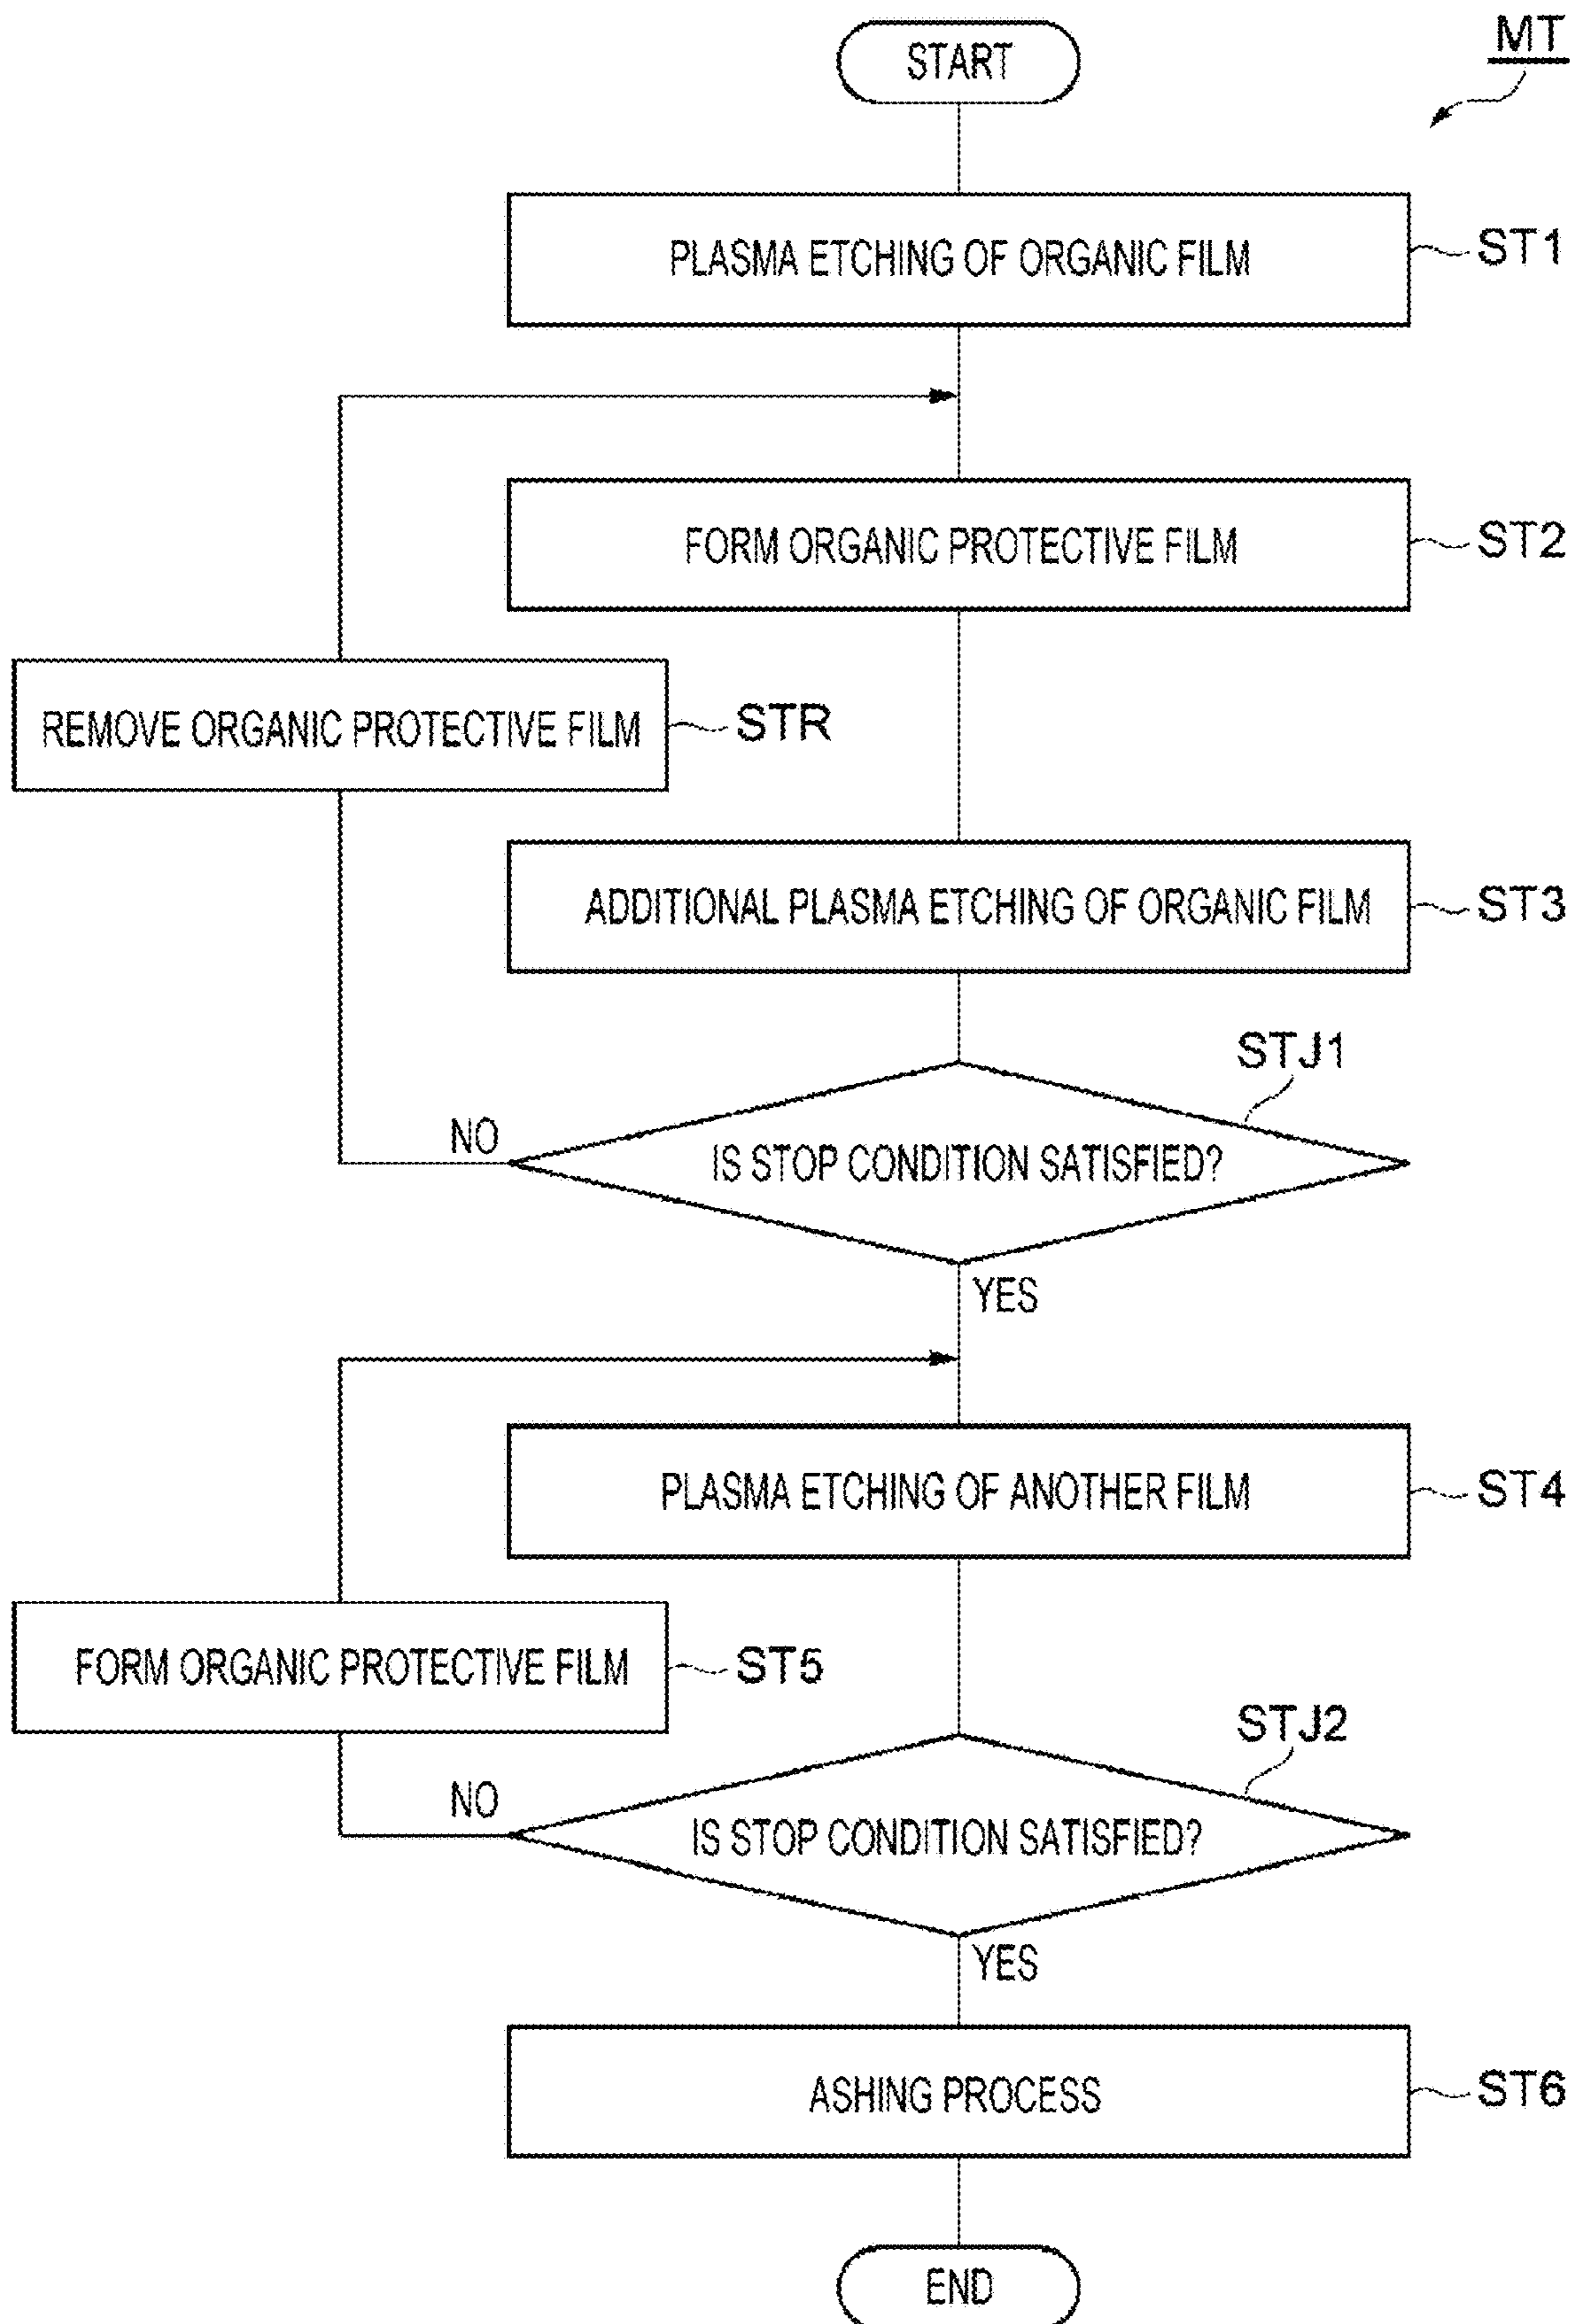 MT
START
PLASMA ETCHING OF ORGANIC FILM
ST1
FORM ORGANIC PROTECTIVE FILM
ST2
REMOVE ORGANIC PROTECTIVE FILM
STR
ADDITIONAL PLASMA ETCHING OF ORGANIC FILM
ST3
STJ1
NO
IS STOP CONDITION SATISFIED?
YES
PLASMA ETCHING OF ANOTHER FILM
ST4
FORM ORGANIC PROTECTIVE FILM
ST5
STJ2
NO
IS STOP CONDITION SATISFIED?
YES
ASHING PROCESS
ST6
END